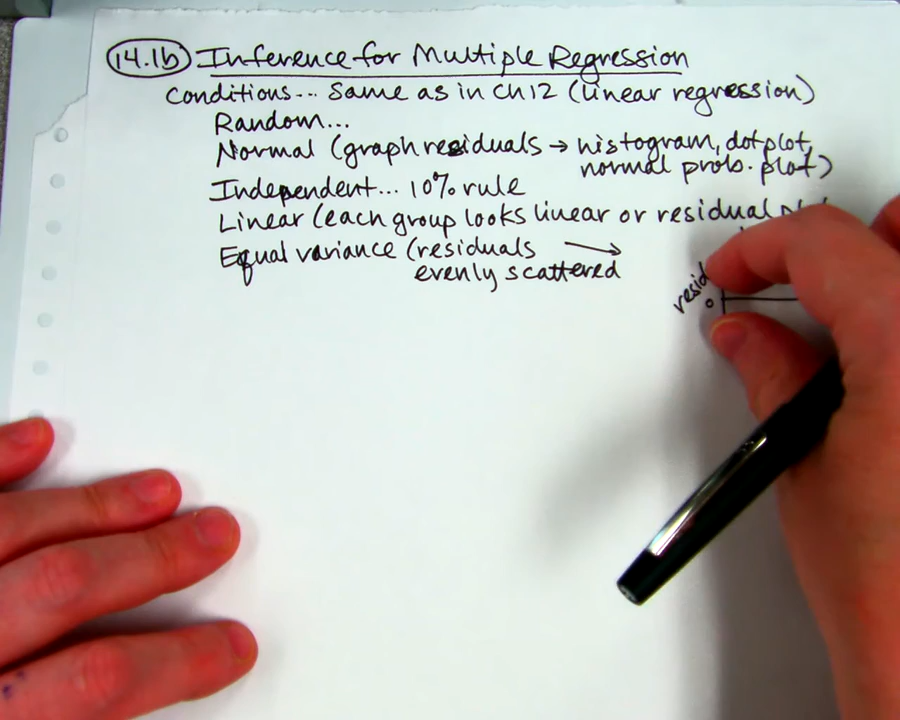 14.1b Inference for Multiple Regression
Conditions... Same as in Ch12 (linear regression)
Random...
Normal (graph residuals → histogram, dotplot,
normal prob. plot)
Independent... 10% rule
Linear (each group looks linear or residual
Equal variance (residuals →
evenly scattered
resid
0